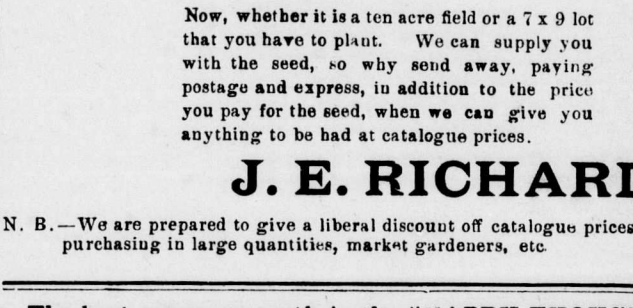 Now, whether it is a ten acre field or a 7 x 9 lot
that you have to plant. We can supply you
with the seed, so why send away, paying
postage and express, in addition to the price
you pay for the seed, when we can give you
anything to be had at catalogue prices.
J. E. RICHARD
N. B.—We are prepared to give a liberal discount off catalogue prices
purchasing in large quantities, market gardeners, etc.